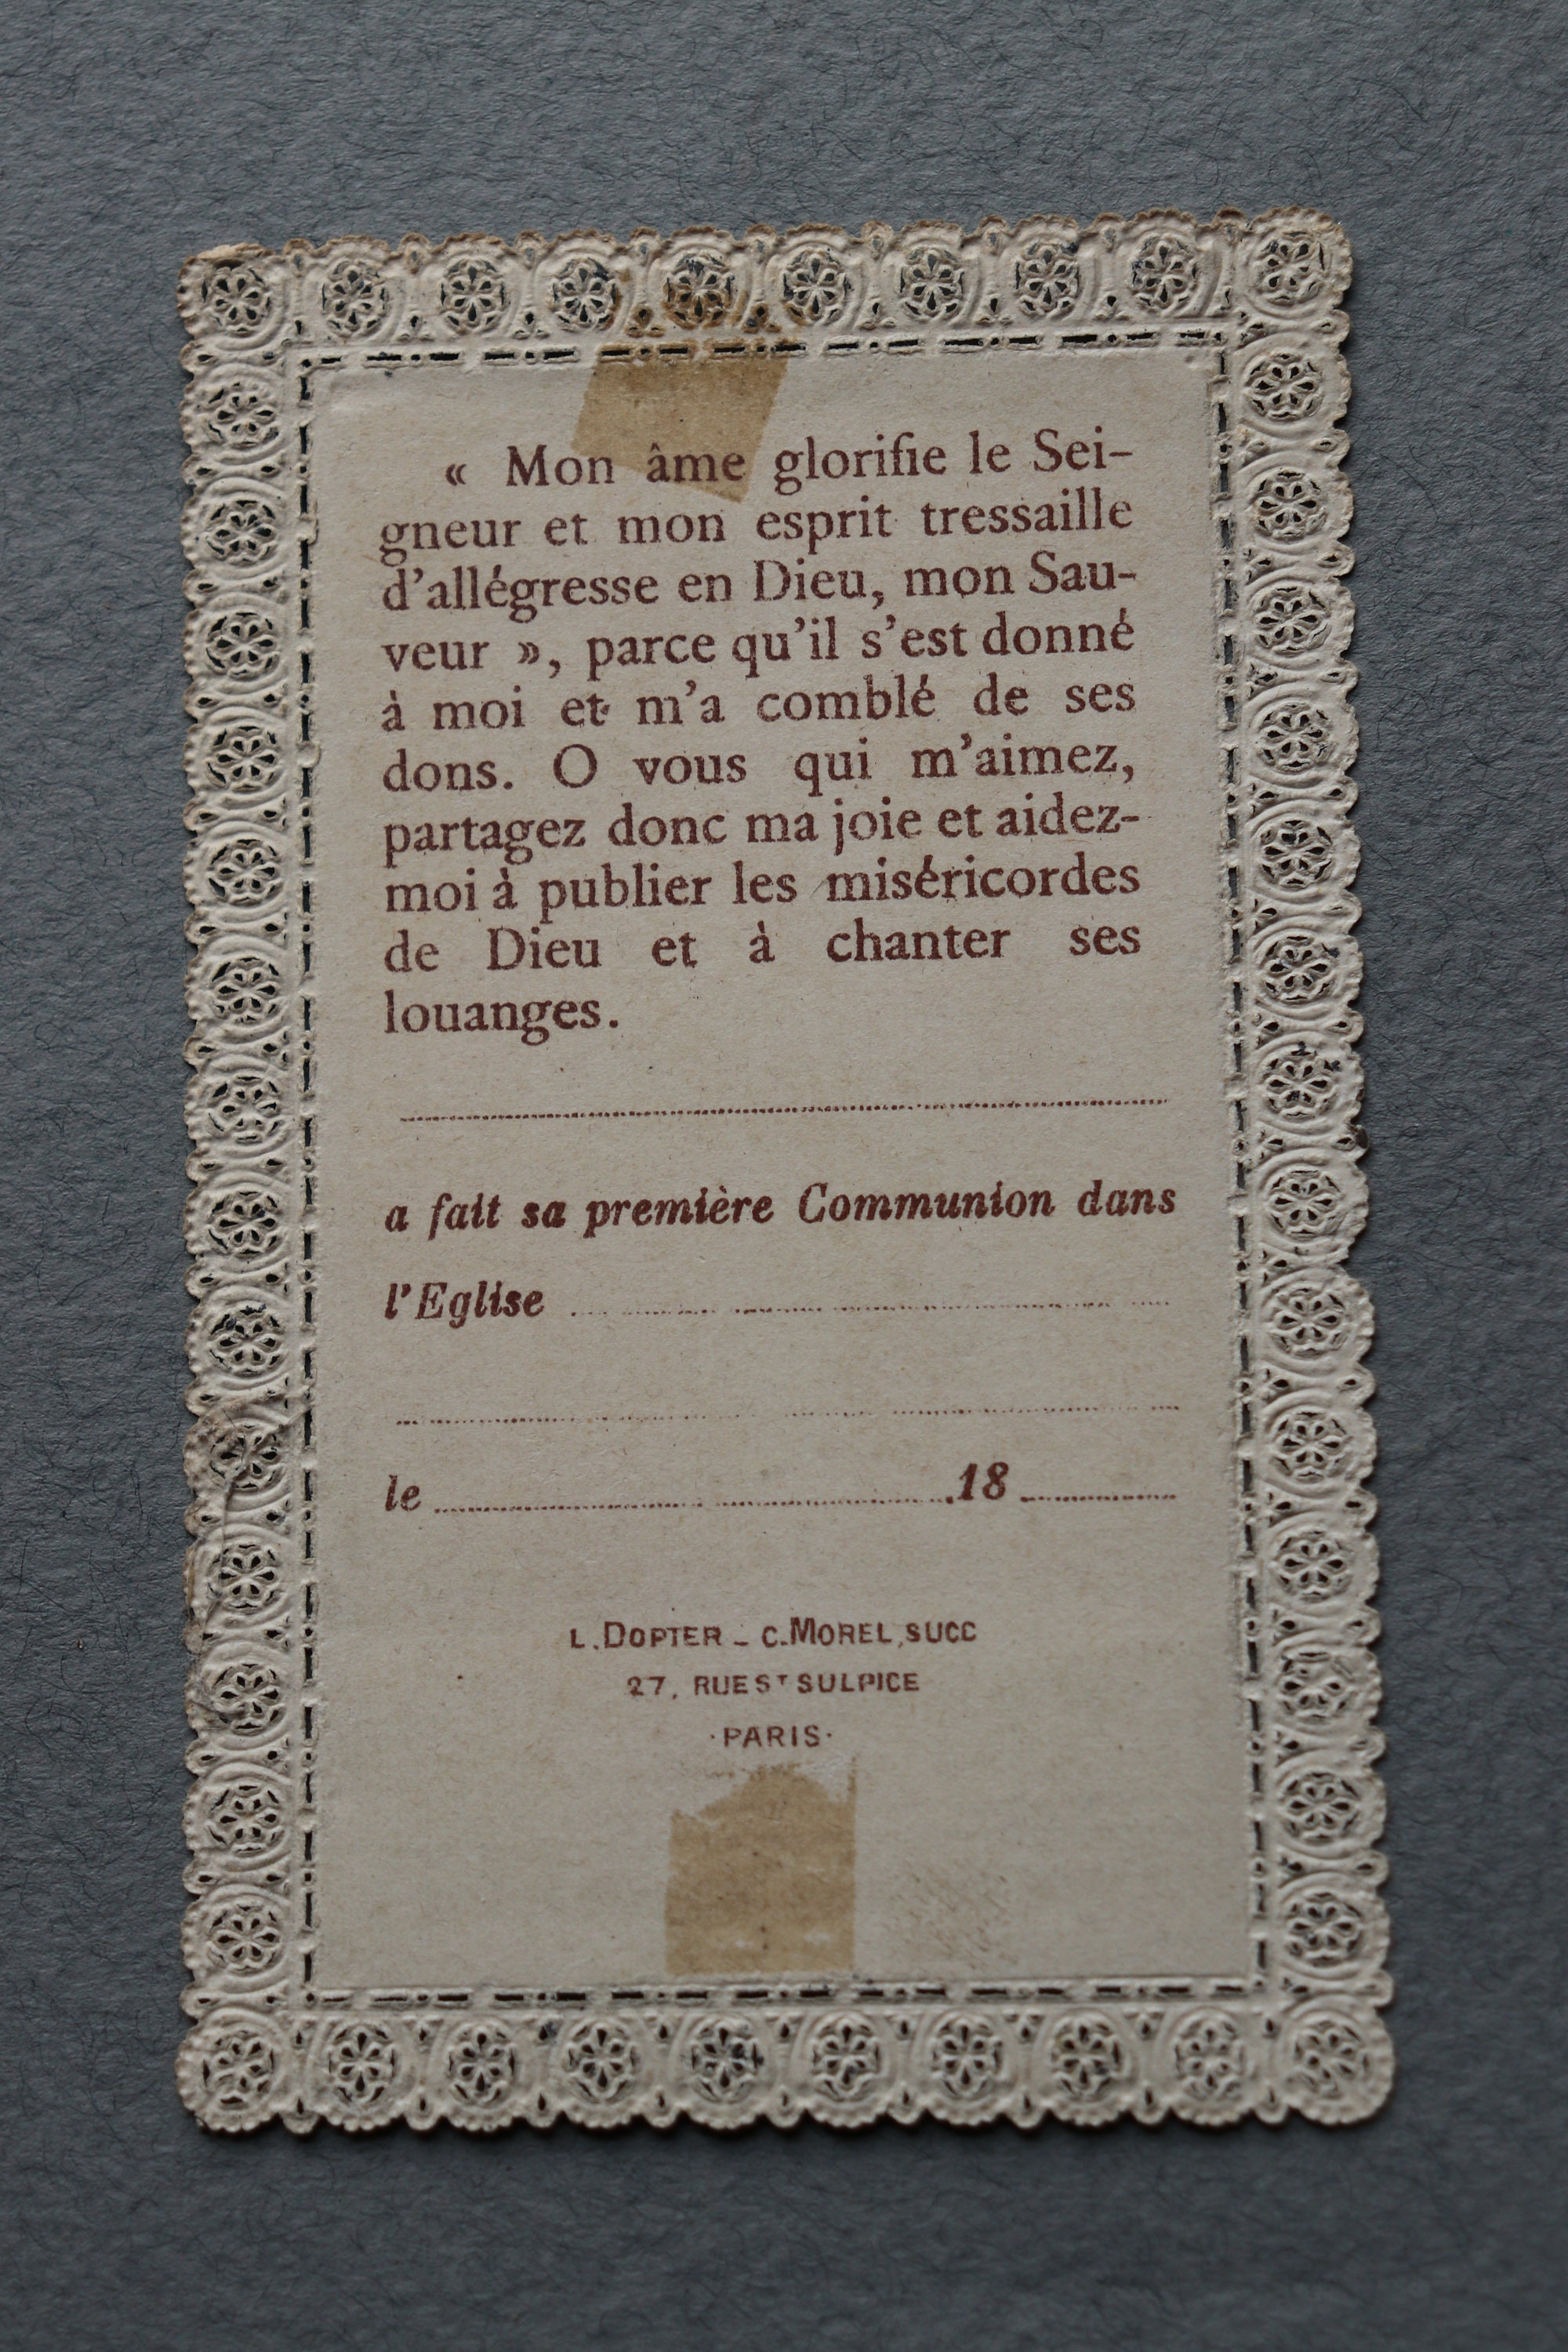 « Mon âme glorifie le Sei-
gneur et mon esprit tressaille
d'allégresse en Dieu, mon Sau-
veur », parce qu'il s'est donné
à moi et m'a comblé de ses
dons. O vous qui m'aimez,
partagez donc ma joie et aidez-
moi à publier les miséricordes
de Dieu et à chanter ses
louanges.
a fait sa première Communion dans
l'Eglise
le 18
L. DOPTER _ C. MOREL, SUCC
27, RUE ST SULPICE
·PARIS·